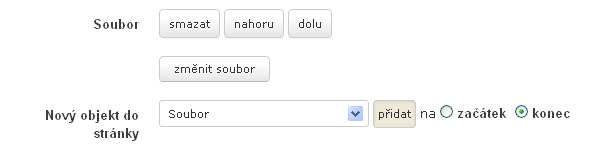 Soubor smazat nahoru dolu
změnit soubor
Nový objekt do stránky Soubor přidat na začátek konec